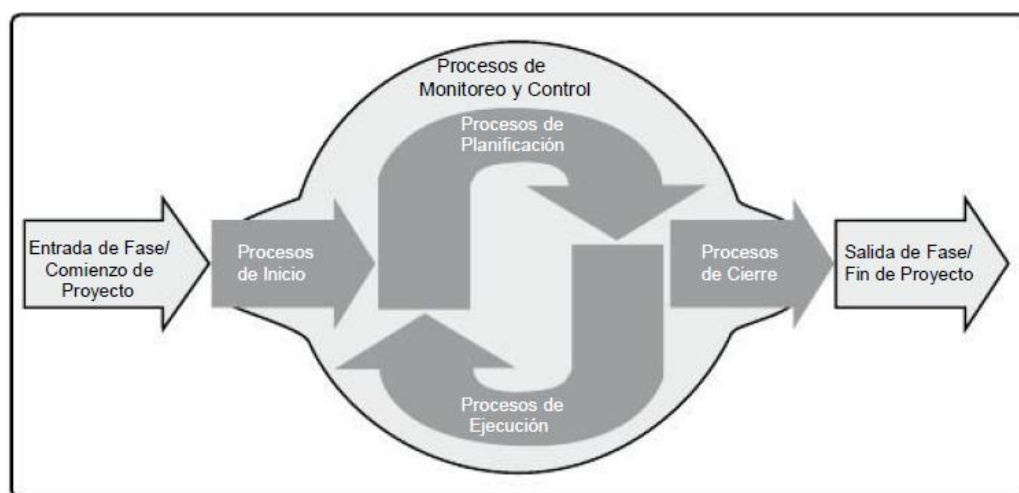 Procesos de
Monitoreo y Control
Procesos de
Planificación
Entrada de Fase/
Comienzo de
Proyecto
Procesos
de Inicio
Procesos
de Cierre
Salida de Fase/
Fin de Proyecto
Procesos de
Ejecución